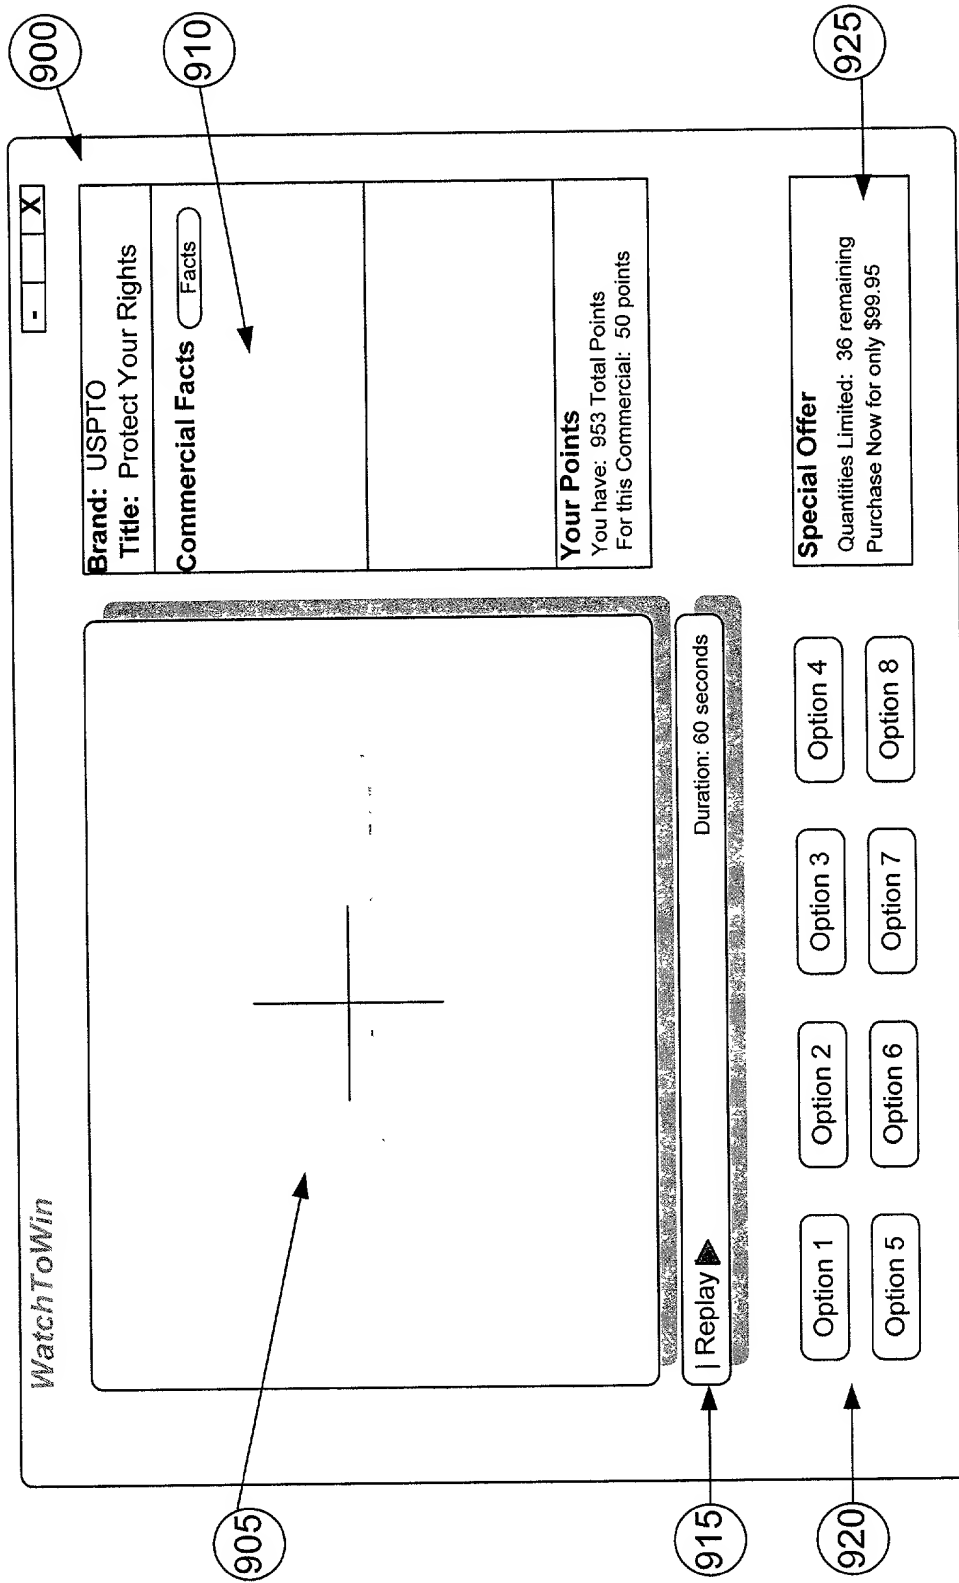 900
910
WatchToWin
- X
Brand: USPTO
Title: Protect Your Rights
Commercial Facts Facts
Your Points
You have: 953 Total Points
For this Commercial: 50 points
905
| Replay
Duration: 60 seconds
915
Option 1 Option 2 Option 3 Option 4
Option 5 Option 6 Option 7 Option 8
920
Special Offer
Quantities Limited: 36 remaining
Purchase Now for only $99.95
925